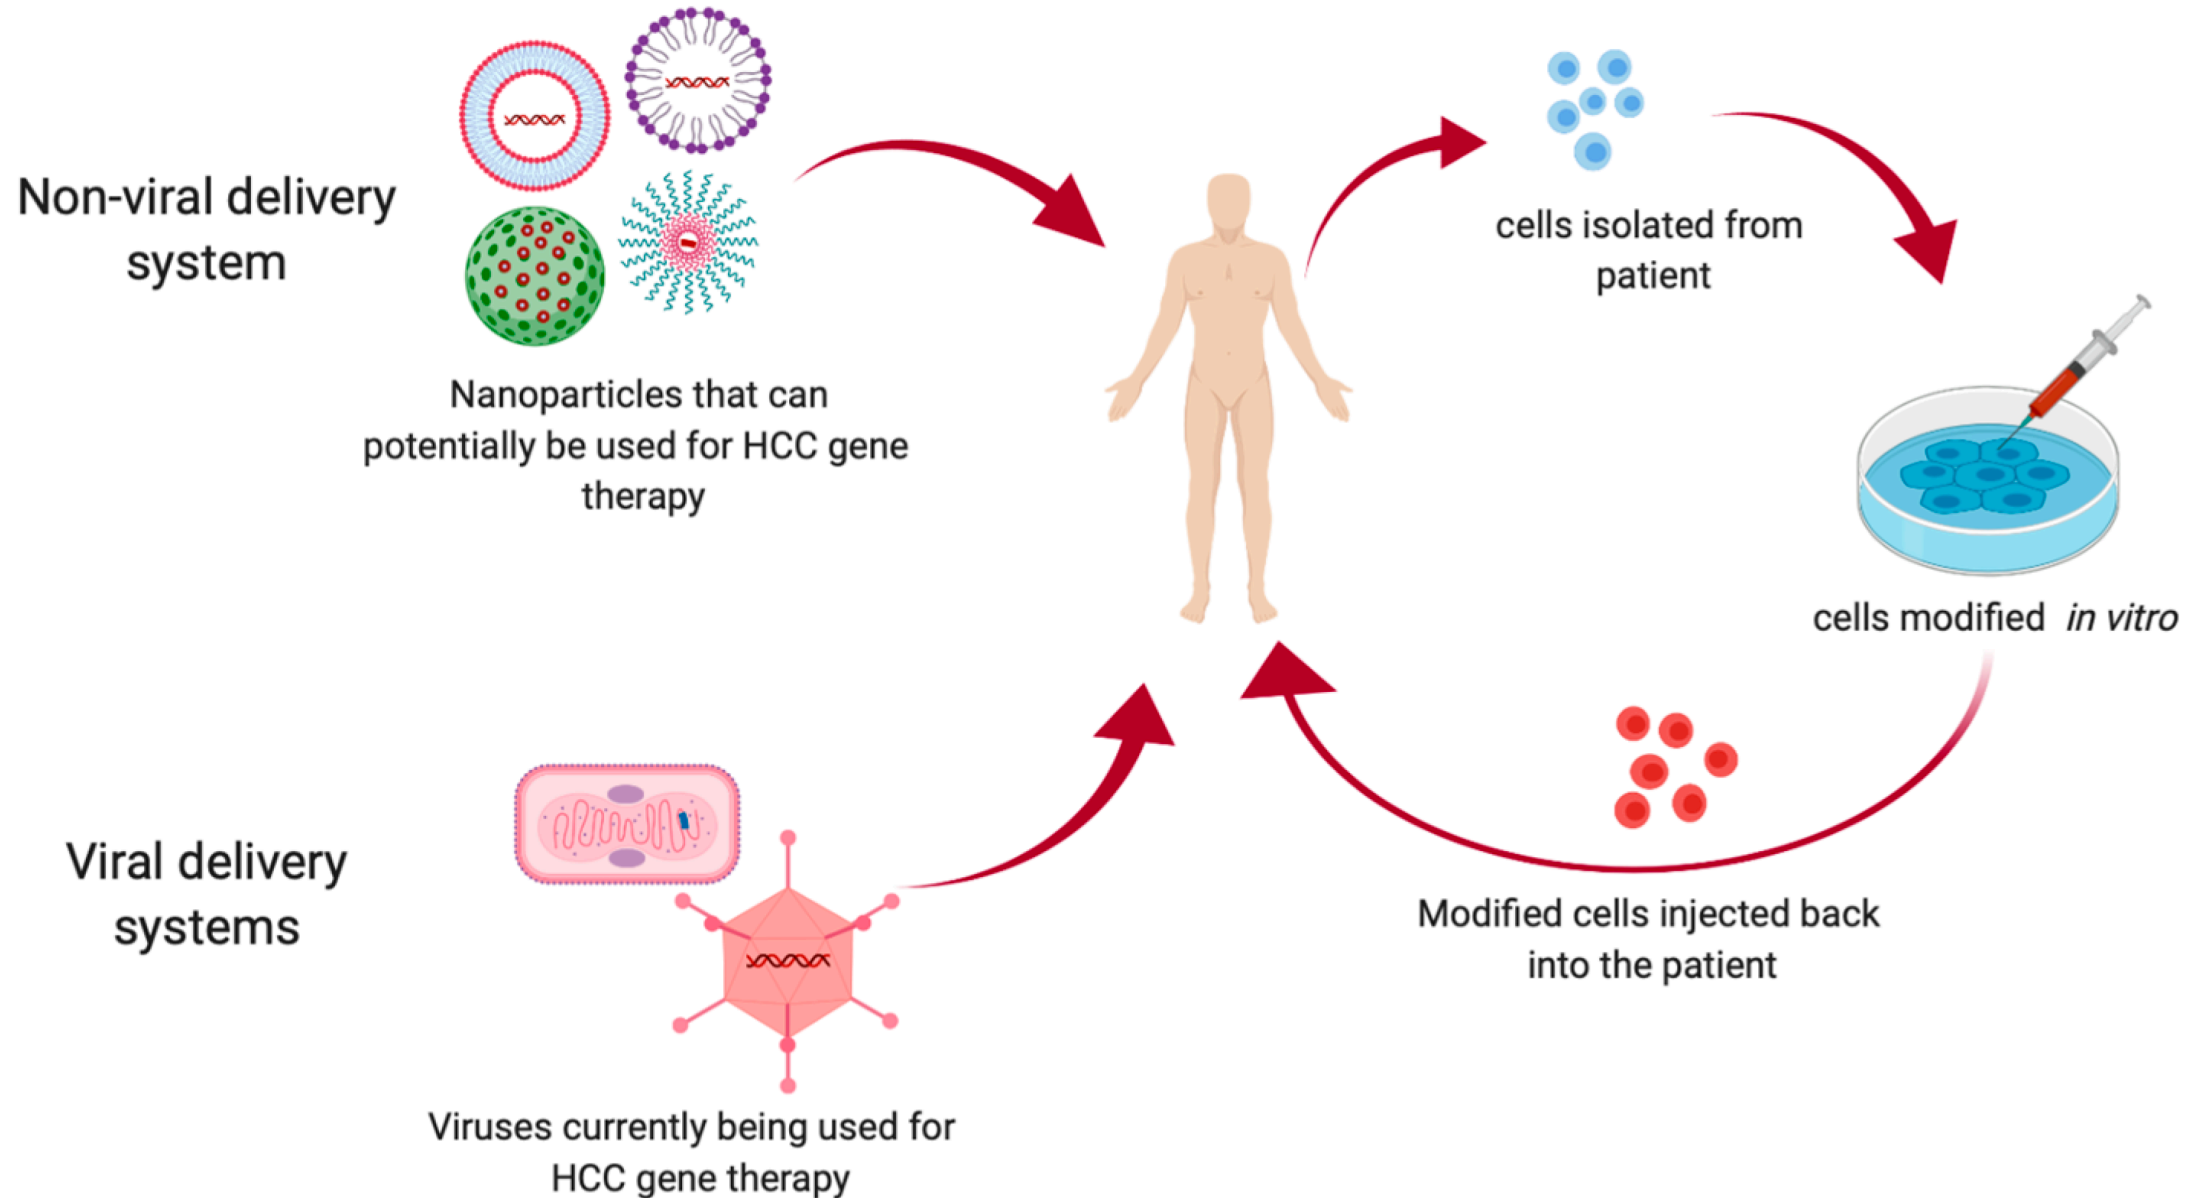 Non-viral delivery
system
Nanoparticles that can
potentially be used for HCC gene
therapy
cells isolated from
patient
cells modified in vitro
Viral delivery
systems
Viruses currently being used for
HCC gene therapy
Modified cells injected back
into the patient